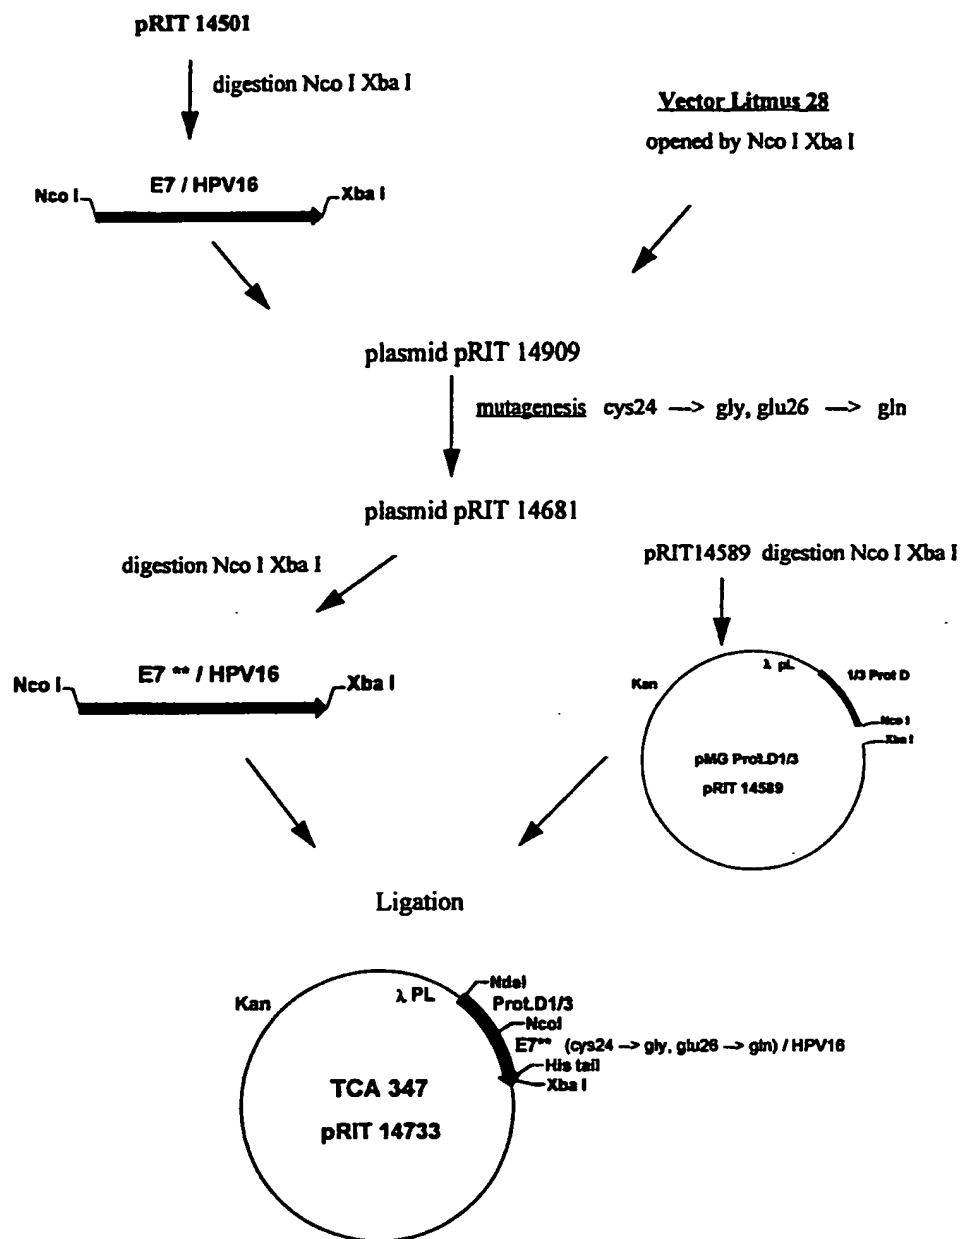 pRIT 14501
digestion Nco I Xba I
Vector Litmus 28
opened by Nco I Xba I
E7 / HPV16
Nco I
Xba I
plasmid pRIT 14909
mutagenesis cys24 —> gly, glu26 —> gln
plasmid pRIT 14681
digestion Nco I Xba I
pRIT14589 digestion Nco I Xba I
E7 ** / HPV16
Nco I
Xba I
λ pL
1/3 Prot D
Kan
Nco I
Xba I
pMG Prot.D1/3
pRIT 14589
Ligation
Kan
λ PL
NdeI
Prot.D1/3
NcoI
E7** (cys24 —> gly, glu26 —> gln) / HPV16
His tail
Xba I
TCA 347
pRIT 14733